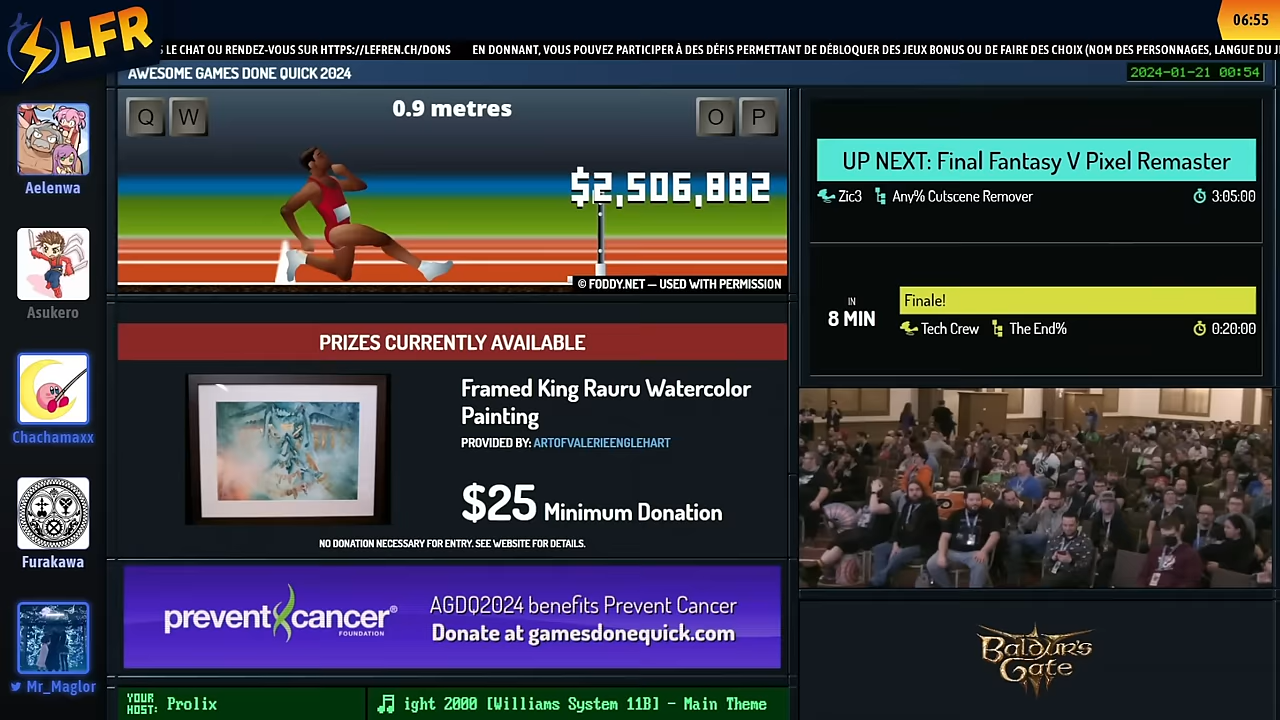 LFR
06:55
LE CHAT OU RENDEZ-VOUS SUR HTTPS://LEFREN.CH/DONS EN DONNANT, VOUS POUVEZ PARTICIPER À DES DÉFIS PERMETTANT DE DÉBLOQUER DES JEUX BONUS OU DE FAIRE DES CHOIX (NOM DES PERSONNAGES, LANGUE DU
AWESOME GAMES DONE QUICK 2024
2024-01-21 00:54
Q W
0.9 metres
O P
$2,506,882
© FODDY.NET — USED WITH PERMISSION
Aelenwa
Asukero
Chachamaxx
Furakawa
Mr_Maglor
UP NEXT: Final Fantasy V Pixel Remaster
Zic3 Any% Cutscene Remover 3:05:00
IN
8 MIN
Finale!
Tech Crew The End% 0:20:00
PRIZES CURRENTLY AVAILABLE
Framed King Rauru Watercolor
Painting
PROVIDED BY: ARTOFVALERIEENGLEHART
$25 Minimum Donation
NO DONATION NECESSARY FOR ENTRY. SEE WEBSITE FOR DETAILS.
prevent cancer®
FOUNDATION
AGDQ2024 benefits Prevent Cancer
Donate at gamesdonequick.com
BALDUR'S
GATE
YOUR
HOST: Prolix
ight 2000 [Williams System 11B] - Main Theme